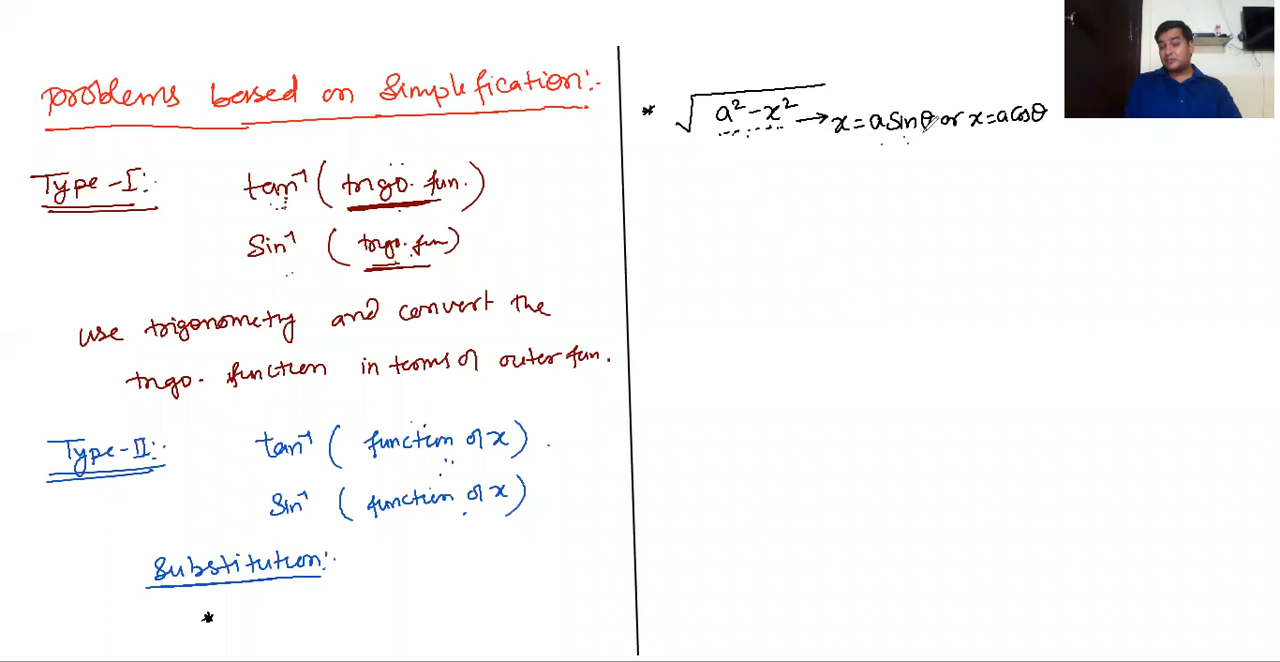 Problems based on Simplefication:-
Type-I:- tan⁻¹ ( trigo. fun. )
Sin⁻¹ ( trigo. fun )
use trigonometry and convert the
trigo. function in terms of outer fun.
Type-II:- tan⁻¹ ( function of x ) .
Sin⁻¹ ( function of x )
Substitution:-
*
* √(a² - x²) → x = a Sinθ or x = a cosθ